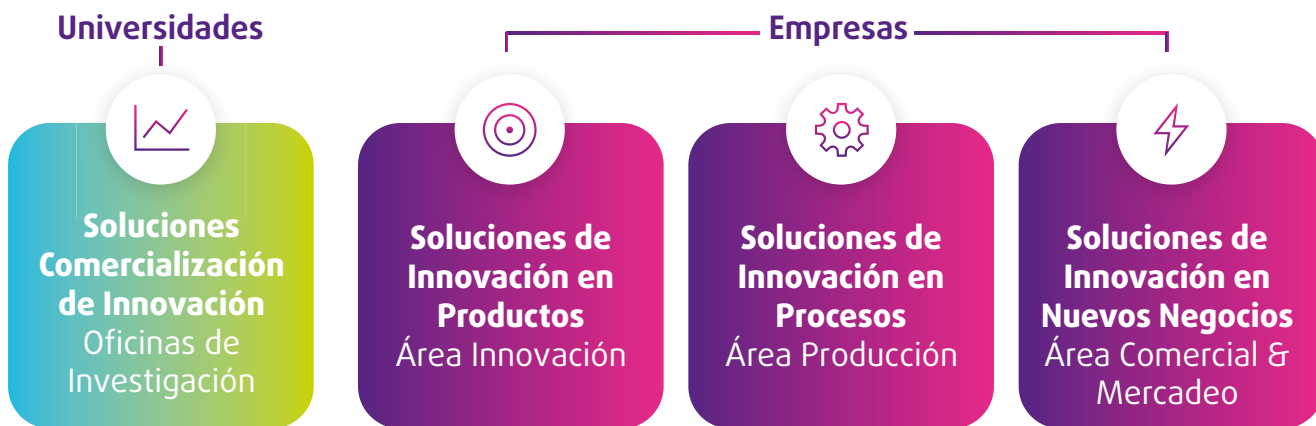 Universidades
Empresas
Soluciones
Comercialización
de Innovación
Oficinas de
Investigación
Soluciones de
Innovación en
Productos
Área Innovación
Soluciones de
Innovación en
Procesos
Área Producción
Soluciones de
Innovación en
Nuevos Negocios
Área Comercial &
Mercadeo